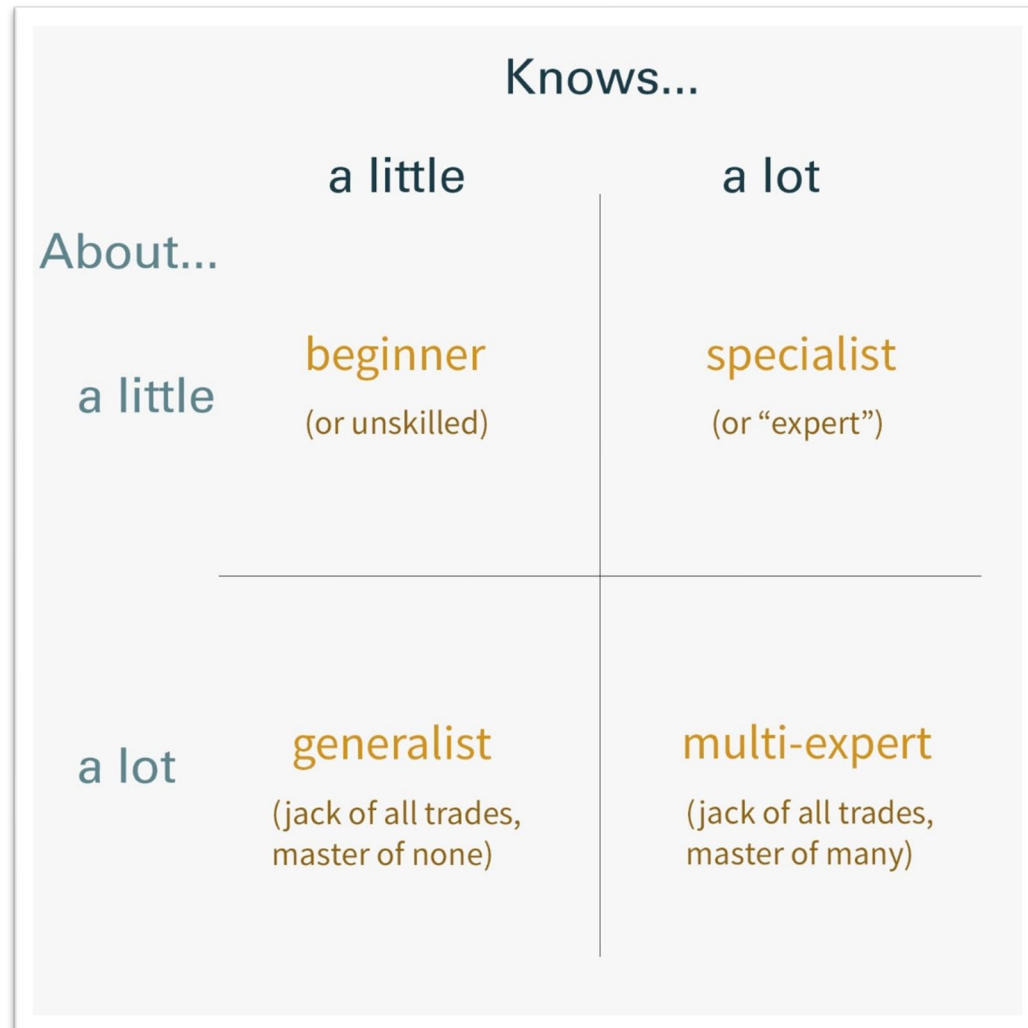 Knows...
a little
a lot
About...
a little
beginner
(or unskilled)
specialist
(or “expert”)
a lot
generalist
(jack of all trades,
master of none)
multi-expert
(jack of all trades,
master of many)